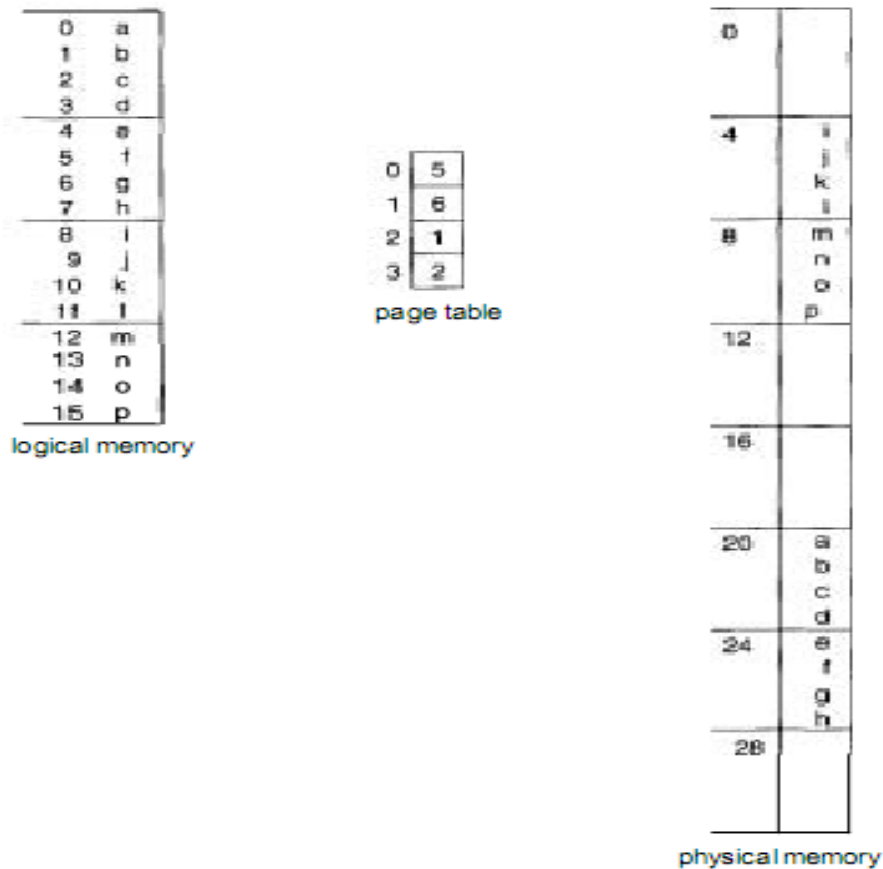 0 a
1 b
2 c
3 d
4 e
5 f
6 g
7 h
8 i
9 j
10 k
11 l
12 m
13 n
14 o
15 p
logical memory
0 5
1 6
2 1
3 2
page table
0
4 i
j
k
l
8 m
n
o
p
12
16
20 a
b
c
d
24 e
f
g
h
28
physical memory